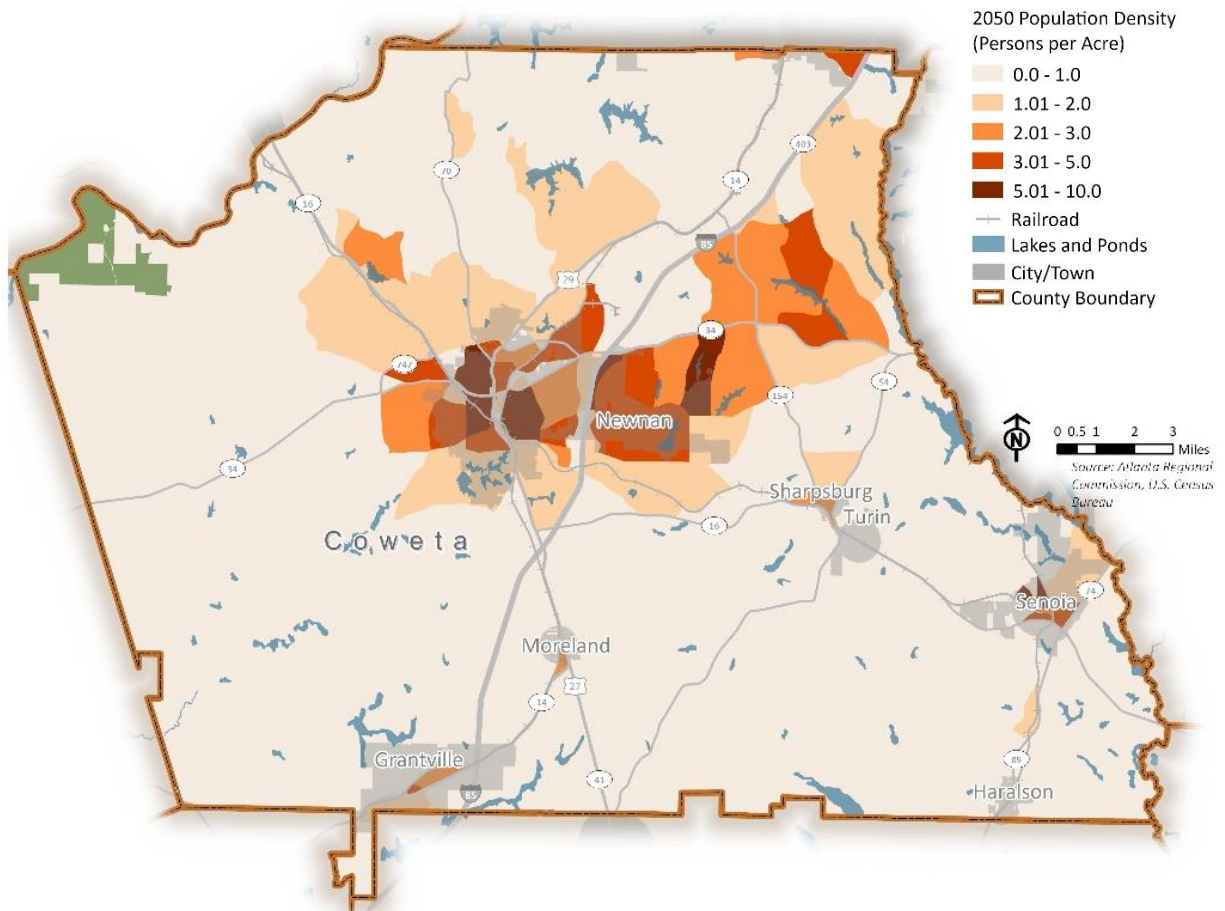 2050 Population Density
(Persons per Acre)
0.0 - 1.0
1.01 - 2.0
2.01 - 3.0
3.01 - 5.0
5.01 - 10.0
Railroad
Lakes and Ponds
City/Town
County Boundary
403
70
14
16
85
29
34
747
54
154
N
0 0.5 1 2 3
Miles
Source: Atlanta Regional
Commission, U.S. Census
Bureau
Newnan
34
Sharpsburg
Turin
16
Coweta
74
Senoia
Moreland
27
14
Grantville
85
41
85
Haralson